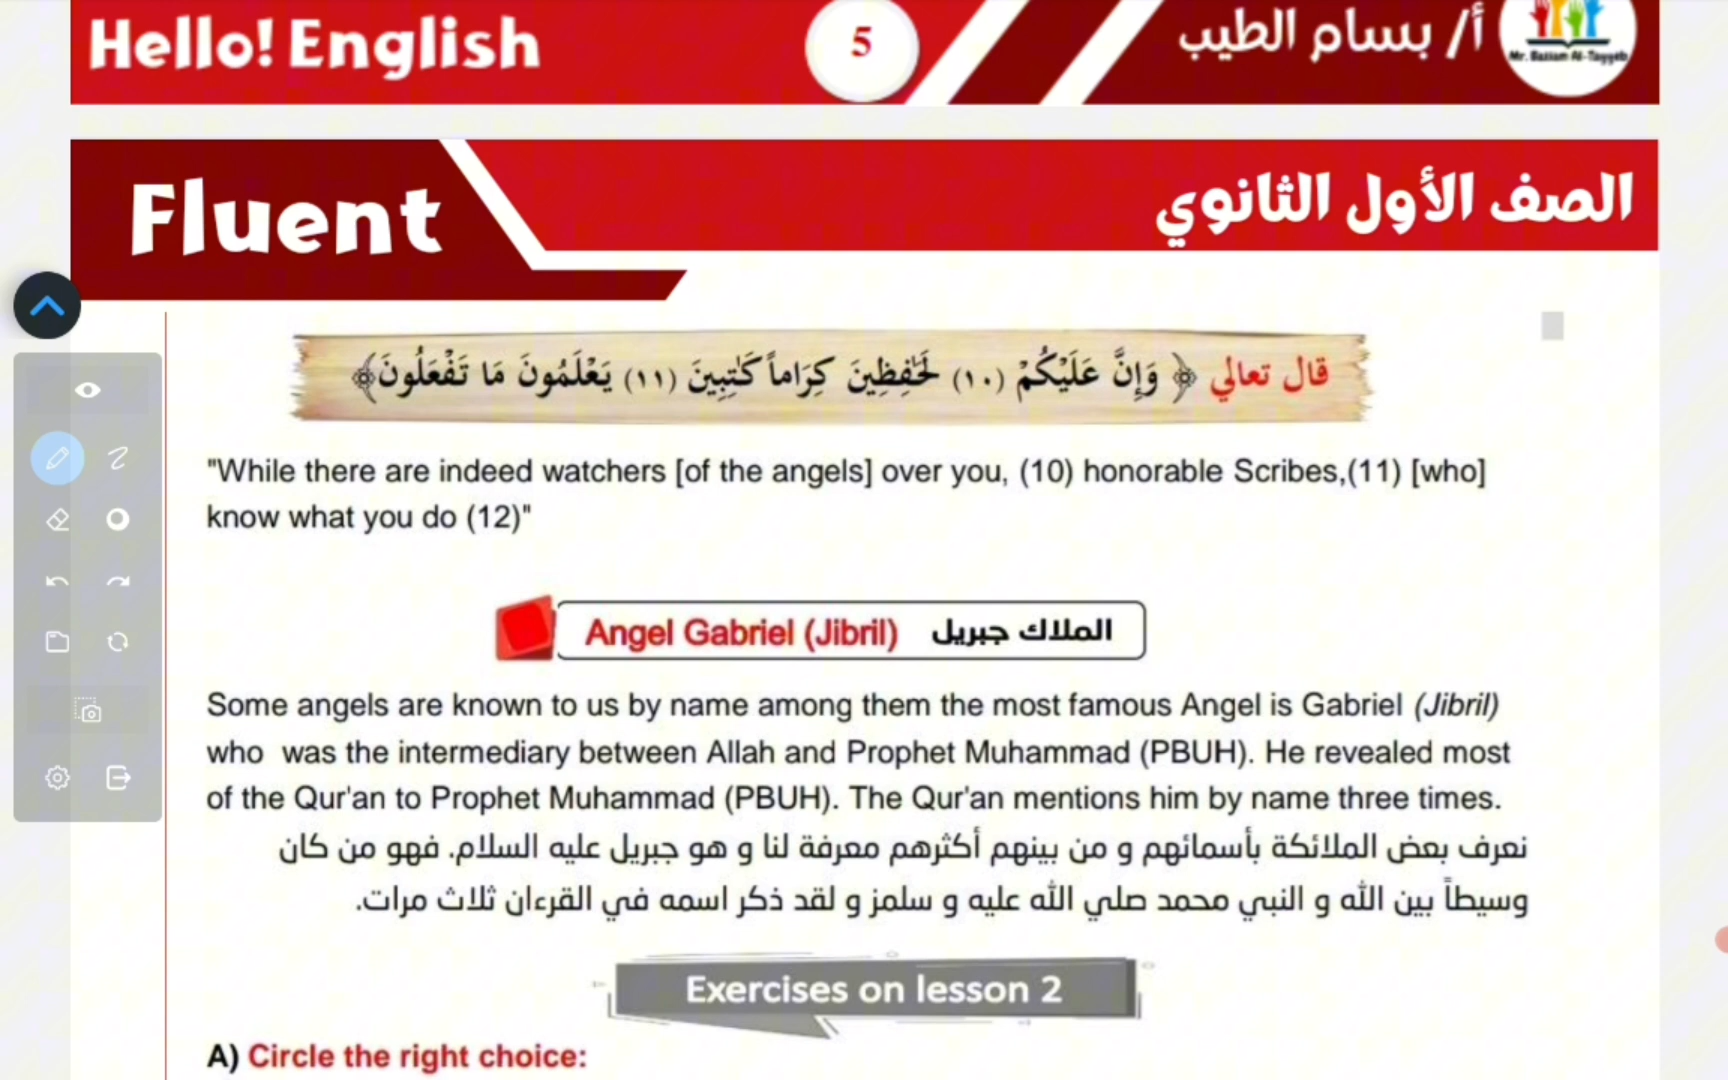 Hello! English
5
أ/ بسام الطيب
Mr. Bassam Al-Tayyeb
Fluent
الصف الأول الثانوي
قال تعالي ﴿ وَإِنَّ عَلَيْكُمْ (١٠) لَحَٰفِظِينَ كِرَاماً كَٰتِبِينَ (١١) يَعْلَمُونَ مَا تَفْعَلُونَ﴾
"While there are indeed watchers [of the angels] over you, (10) honorable Scribes,(11) [who]
know what you do (12)"
Angel Gabriel (Jibril) الملاك جبريل
Some angels are known to us by name among them the most famous Angel is Gabriel (Jibril)
who was the intermediary between Allah and Prophet Muhammad (PBUH). He revealed most
of the Qur'an to Prophet Muhammad (PBUH). The Qur'an mentions him by name three times.
نعرف بعض الملائكة بأسمائهم و من بينهم أكثرهم معرفة لنا و هو جبريل عليه السلام. فهو من كان
وسيطاً بين الله و النبي محمد صلي الله عليه و سلمز و لقد ذكر اسمه في القرءان ثلاث مرات.
Exercises on lesson 2
A) Circle the right choice: